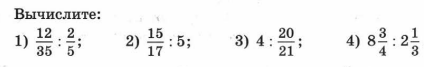 Вычислите:
1) 12/35 : 2/5; 2) 15/17 : 5; 3) 4 : 20/21; 4) 8 3/4 : 2 1/3